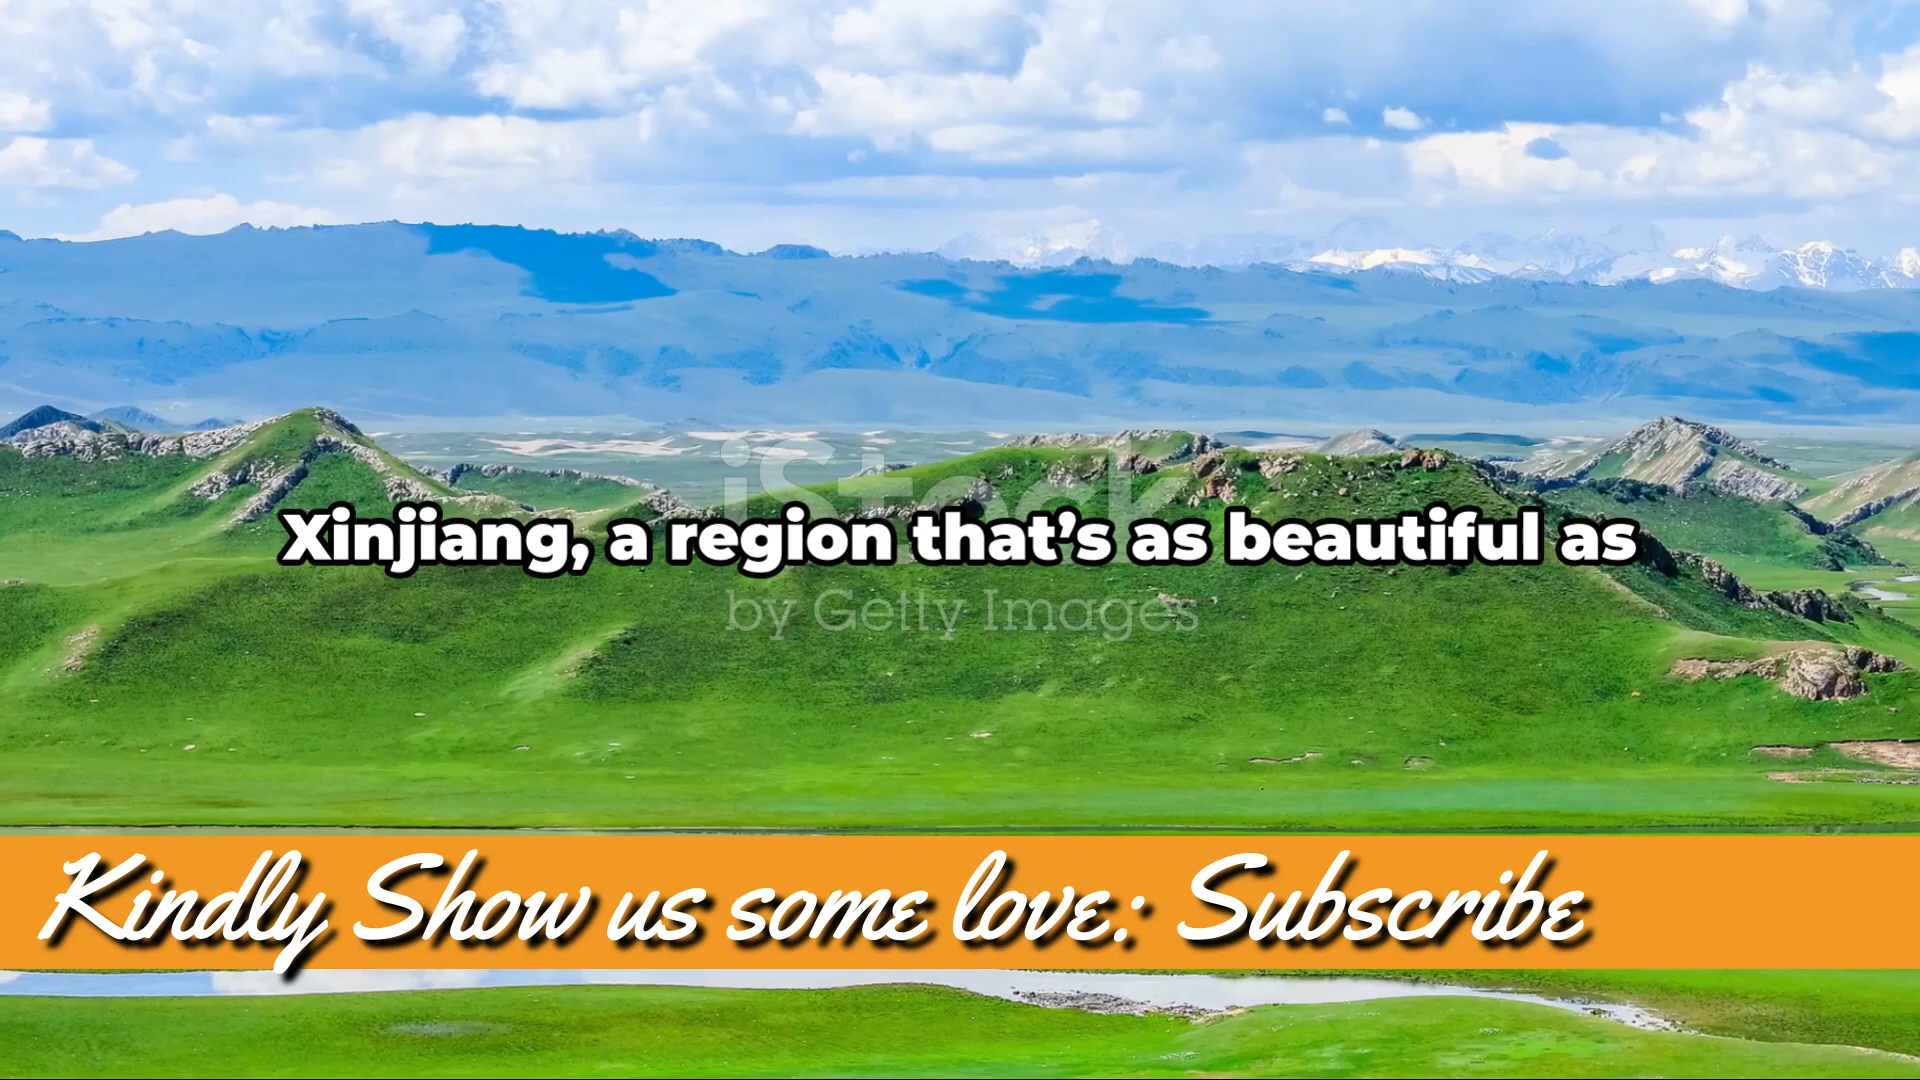 iStock
Xinjiang, a region that's as beautiful as
by Getty Images
Kindly Show us some love: Subscribe